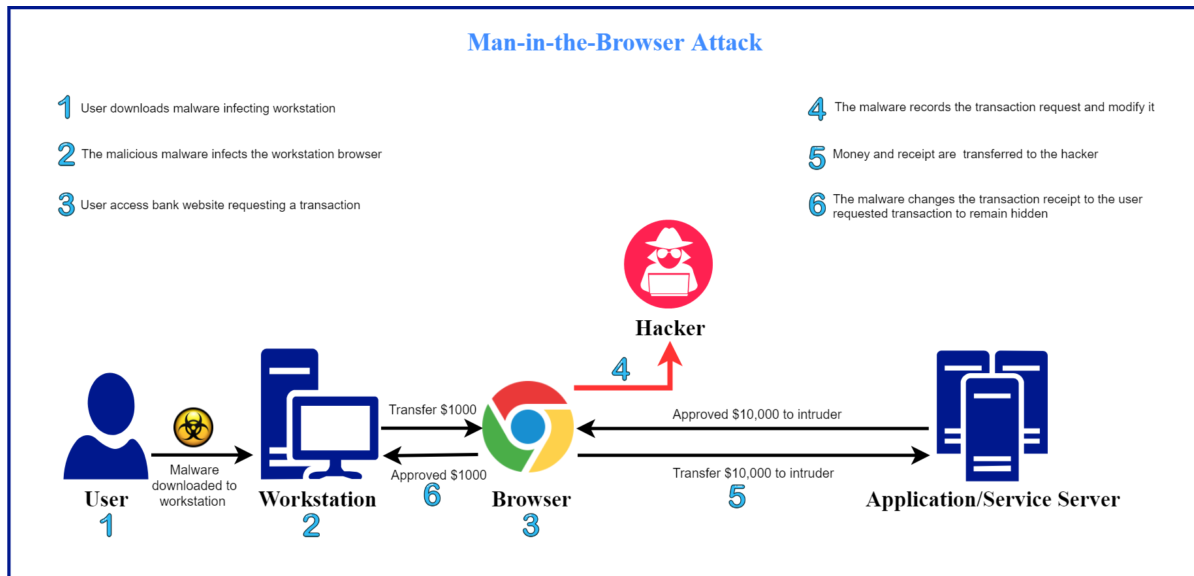 Man-in-the-Browser Attack
1 User downloads malware infecting workstation
2 The malicious malware infects the workstation browser
3 User access bank website requesting a transaction
4 The malware records the transaction request and modify it
5 Money and receipt are transferred to the hacker
6 The malware changes the transaction receipt to the user
requested transaction to remain hidden
Hacker
4
Transfer $1000
Approved $10,000 to intruder
Malware
downloaded to
workstation
Approved $1000
Transfer $10,000 to intruder
6
5
User
Workstation
Browser
Application/Service Server
1
2
3